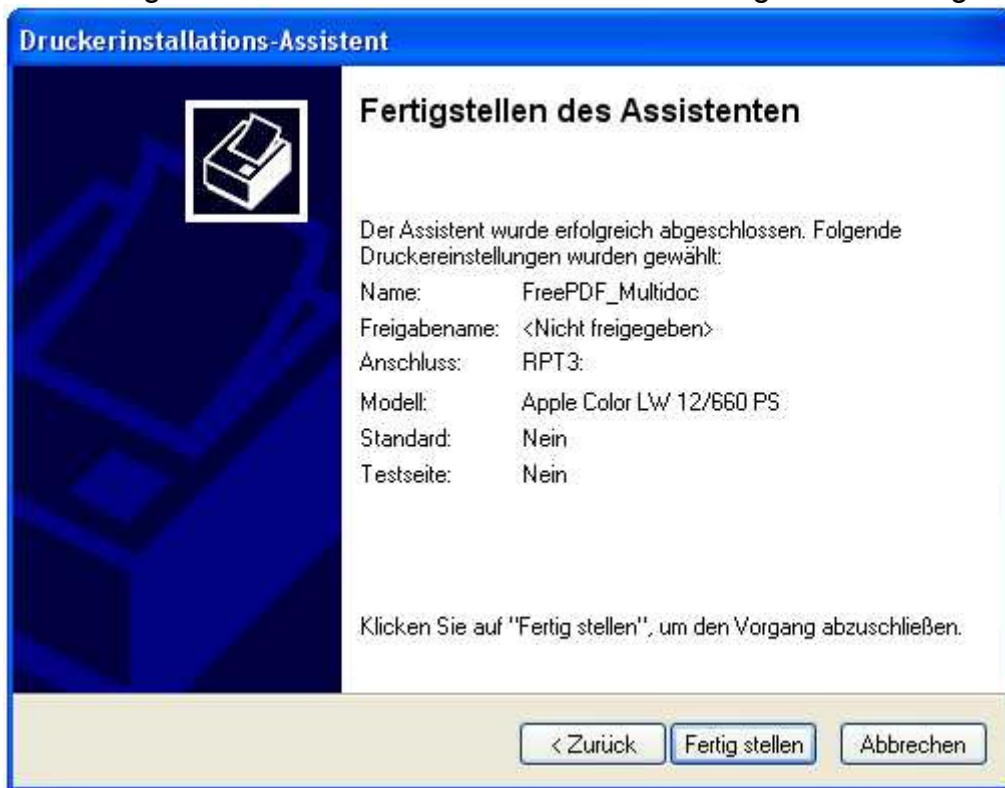 Druckerinstallations-Assistent
Fertigstellen des Assistenten
Der Assistent wurde erfolgreich abgeschlossen. Folgende
Druckereinstellungen wurden gewählt:
Name: FreePDF_Multidoc
Freigabename: <Nicht freigegeben>
Anschluss: RPT3:
Modell: Apple Color LW 12/660 PS
Standard: Nein
Testseite: Nein
Klicken Sie auf "Fertig stellen", um den Vorgang abzuschließen.
< Zurück Fertig stellen Abbrechen